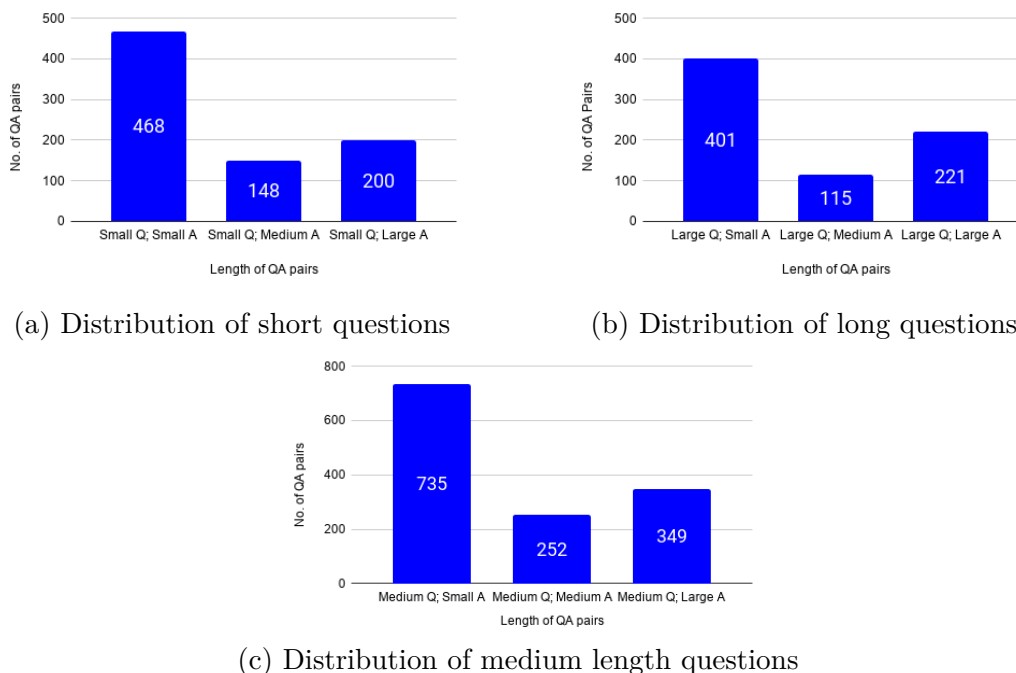 500
400
300
200
100
0
No. of QA pairs
468
148
200
Small Q; Small A
Small Q; Medium A
Small Q; Large A
Length of QA pairs
(a) Distribution of short questions
500
400
300
200
100
0
No. of QA Pairs
401
115
221
Large Q; Small A
Large Q; Medium A
Large Q; Large A
Length of QA pairs
(b) Distribution of long questions
800
600
400
200
0
No. of QA pairs
735
252
349
Medium Q; Small A
Medium Q; Medium A
Medium Q; Large A
Length of QA pairs
(c) Distribution of medium length questions